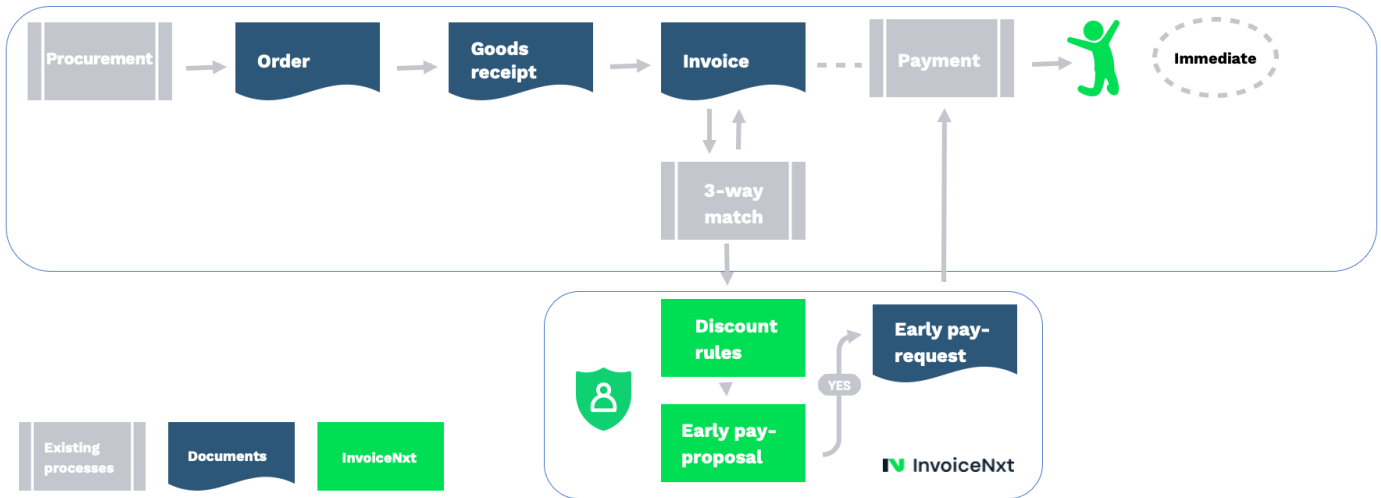 Procurement
Order
Goods
receipt
Invoice
Payment
Immediate
3-way
match
Discount
rules
Early pay-
request
YES
Early pay-
proposal
InvoiceNxt
Existing
processes
Documents
InvoiceNxt